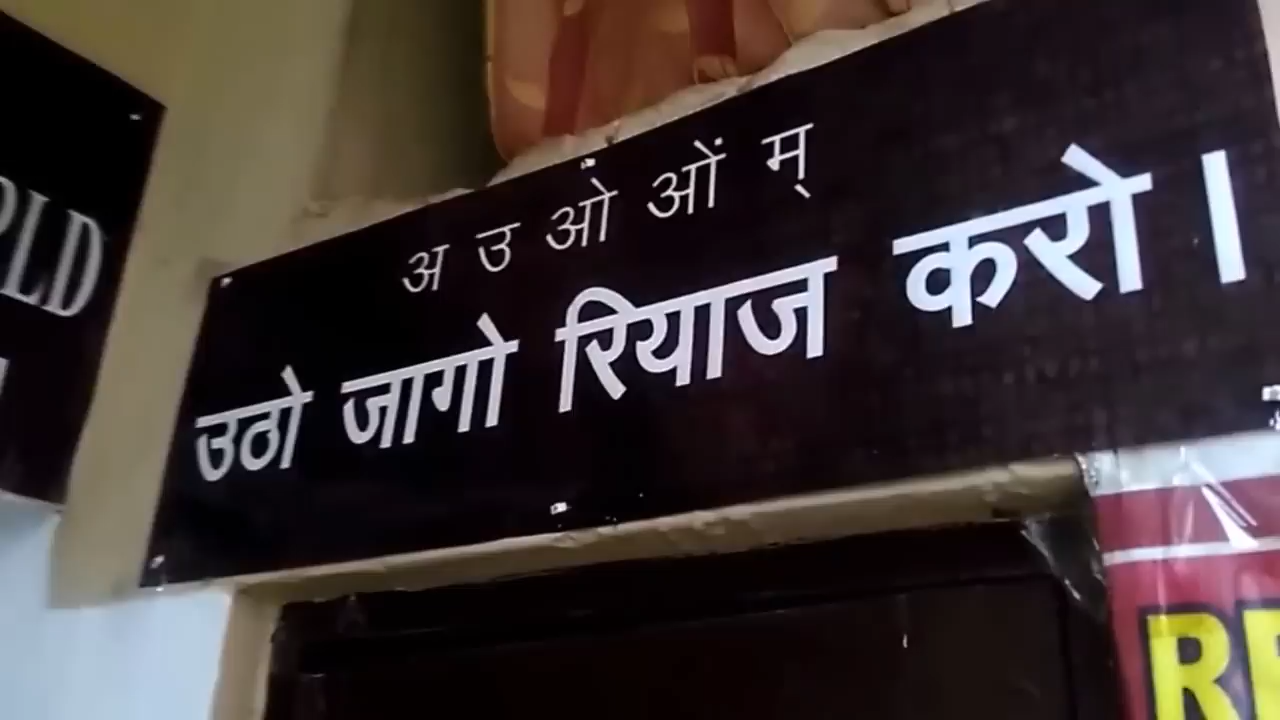 अ उ ओ ओं म्
उठो जागो रियाज करो।